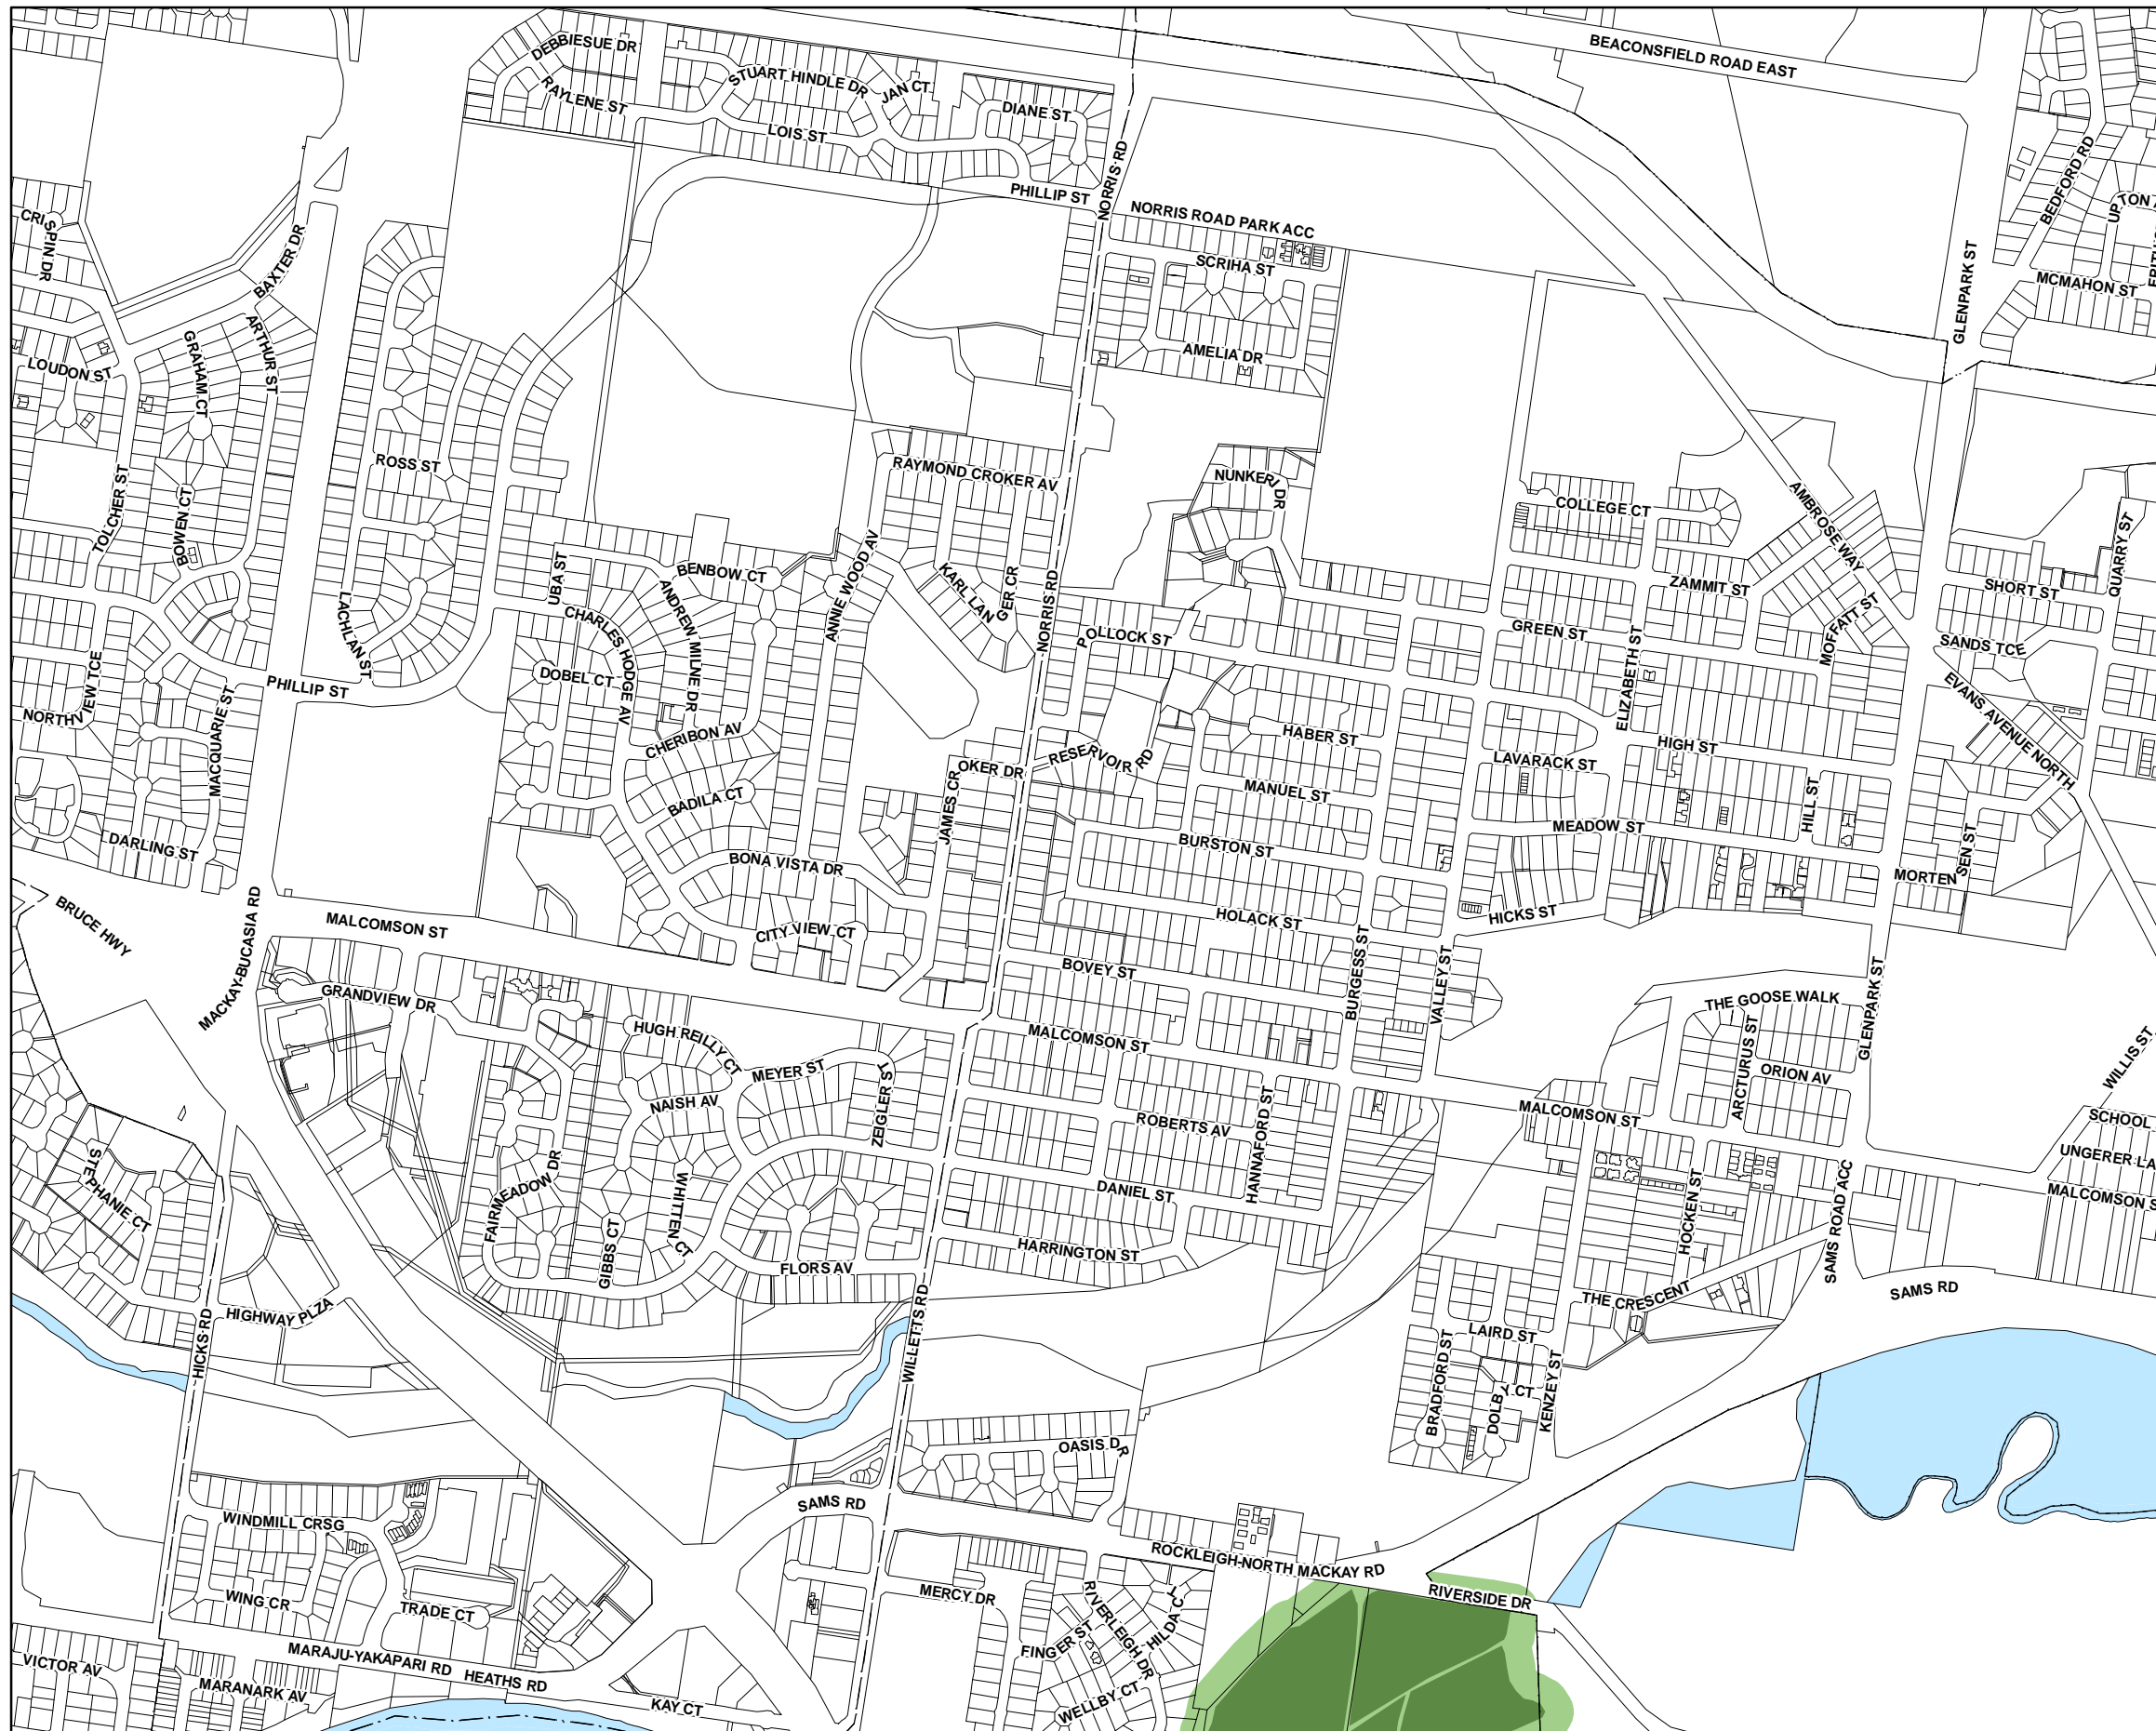 BEACONSFIELD ROAD EAST
DEBBIESUE DR
RAYLENE ST
STUART HINDLE DR
JAN CT
LOIS ST
DIANE ST
NORRIS RD
PHILLIP ST
NORRIS ROAD PARK ACC
BEDFORD RD
MCMAHON ST
GLENPARK ST
CRISPIN DR
BAXTER DR
SCRIHA ST
AMELIA DR
LOUDON ST
GRAHAM CT
ARTHUR ST
ROSS ST
RAYMOND CROKER AV
NUNKERI DR
COLLEGE CT
AMBROSE WAY
QUARRY ST
TOLCHER ST
BOWEN CT
UBA ST
BENBOW CT
ANNIE WOOD AV
KARL LANGER CR
NORRIS RD
ZAMMIT ST
SHORT ST
LACHLAN ST
CHARLES HODGE AV
ANDREW MILNE DR
POLLOCK ST
GREEN ST
ELIZABETH ST
MOFFATT ST
SANDS TCE
NORTHVIEW TCE
PHILLIP ST
DOBEL CT
EVANS AVENUE NORTH
MACQUARIE ST
CHERIBON AV
RESERVOIR RD
HABER ST
HIGH ST
LAVARACK ST
OKER DR
BADILA CT
JAMES CR
MANUEL ST
HILL ST
DARLING ST
BONA VISTA DR
BURSTON ST
MEADOW ST
MORTENSEN ST
BRUCE HWY
MACKAY-BUCASIA RD
MALCOMSON ST
CITY VIEW CT
HOLACK ST
HICKS ST
BOVEY ST
BURGESS ST
VALLEY ST
GLENPARK ST
GRANDVIEW DR
THE GOOSE WALK
HUGH REILLY CT
MALCOMSON ST
ARCTURUS ST
WILLIS ST
MEYER ST
ORION AV
NAISH AV
ZEIGLER ST
HANNAFORD ST
ROBERTS AV
MALCOMSON ST
SCHOOL
STEPHANIE CT
FAIRMEADOW DR
WHITTEN CT
DANIEL ST
HOCKEN ST
SAMS ROAD ACC
MALCOMSON S
GIBBS CT
FLORS AV
HARRINGTON ST
THE CRESCENT
SAMS RD
HIGHWAY PLZA
HICKS RD
WILLETTS RD
LAIRD ST
BRADFORD ST
DOLBY CT
KENZEY ST
OASIS DR
SAMS RD
WINDMILL CRSG
ROCKLEIGH-NORTH MACKAY RD
WING CR
TRADE CT
MERCY DR
RIVERLEIGH DR
HILDA CT
RIVERSIDE DR
FINGER ST
VICTOR AV
MARAJU-YAKAPARI RD
HEATHS RD
MARANARK AV
KAY CT
WELLBY CT